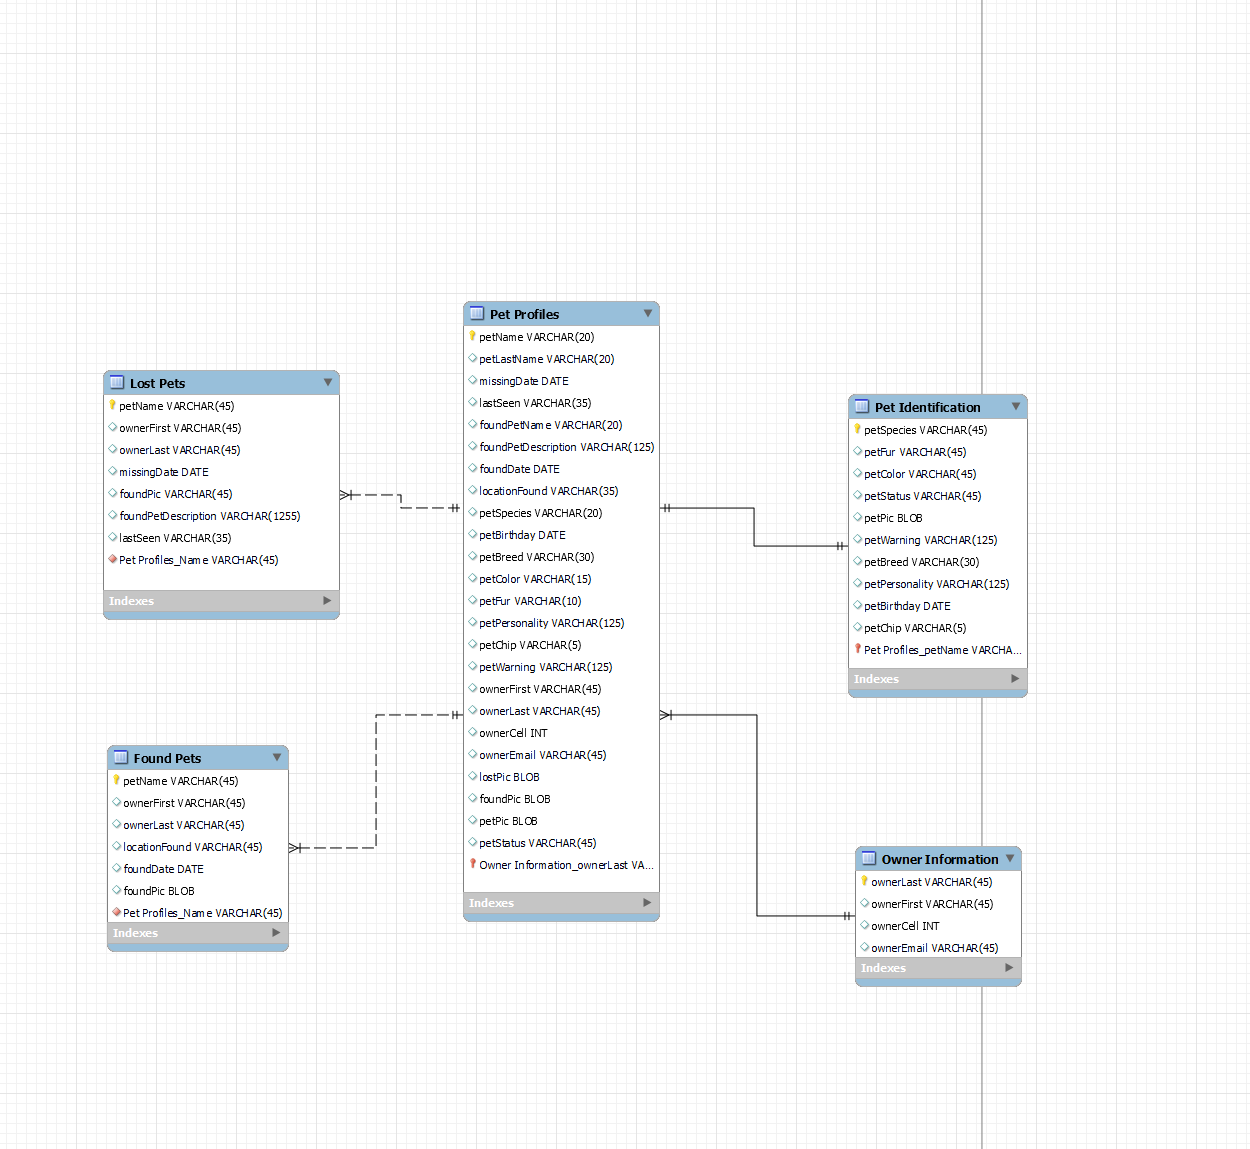 Pet Profiles
petName VARCHAR(20)
petLastName VARCHAR(20)
missingDate DATE
lastSeen VARCHAR(35)
foundPetName VARCHAR(20)
foundPetDescription VARCHAR(125)
foundDate DATE
locationFound VARCHAR(35)
petSpecies VARCHAR(20)
petBirthday DATE
petBreed VARCHAR(30)
petColor VARCHAR(15)
petFur VARCHAR(10)
petPersonality VARCHAR(125)
petChip VARCHAR(5)
petWarning VARCHAR(125)
ownerFirst VARCHAR(45)
ownerLast VARCHAR(45)
ownerCell INT
ownerEmail VARCHAR(45)
lostPic BLOB
foundPic BLOB
petPic BLOB
petStatus VARCHAR(45)
Owner Information_ownerLast VA...
Indexes
Lost Pets
petName VARCHAR(45)
ownerFirst VARCHAR(45)
ownerLast VARCHAR(45)
missingDate DATE
foundPic VARCHAR(45)
foundPetDescription VARCHAR(1255)
lastSeen VARCHAR(35)
Pet Profiles_Name VARCHAR(45)
Indexes
Pet Identification
petSpecies VARCHAR(45)
petFur VARCHAR(45)
petColor VARCHAR(45)
petStatus VARCHAR(45)
petPic BLOB
petWarning VARCHAR(125)
petBreed VARCHAR(30)
petPersonality VARCHAR(125)
petBirthday DATE
petChip VARCHAR(5)
Pet Profiles_petName VARCHA...
Indexes
Found Pets
petName VARCHAR(45)
ownerFirst VARCHAR(45)
ownerLast VARCHAR(45)
locationFound VARCHAR(45)
foundDate DATE
foundPic BLOB
Pet Profiles_Name VARCHAR(45)
Indexes
Owner Information
ownerLast VARCHAR(45)
ownerFirst VARCHAR(45)
ownerCell INT
ownerEmail VARCHAR(45)
Indexes